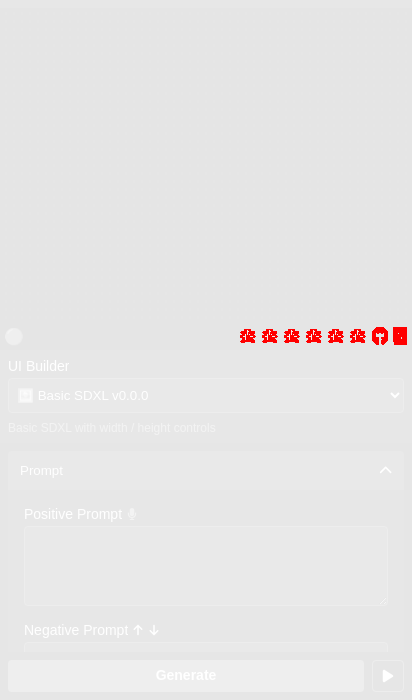 UI Builder
Basic SDXL v0.0.0
Basic SDXL with width / height controls
Prompt
Positive Prompt
Negative Prompt
Generate